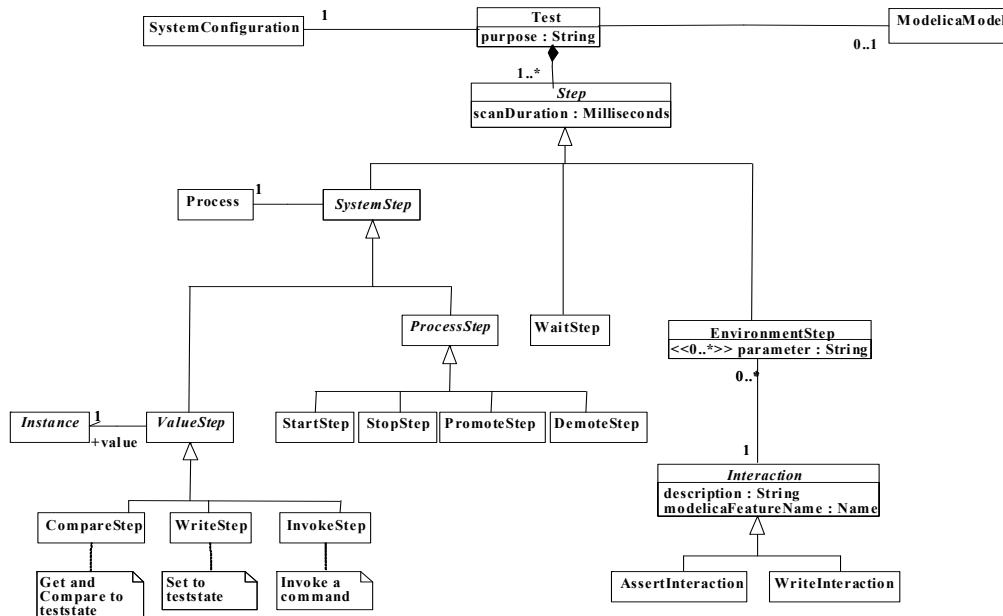 1
Test
SystemConfiguration
ModelicaModel
purpose : String
0..1
1..*
Step
scanDuration : Milliseconds
1
Process
SystemStep
ProcessStep
WaitStep
EnvironmentStep
<<0..*>> parameter : String
0..*
Instance
1
+value
ValueStep
StartStep
StopStep
PromoteStep
DemoteStep
1
Interaction
description : String
modelicaFeatureName : Name
CompareStep
WriteStep
InvokeStep
AssertInteraction
WriteInteraction
Get and
Compare to
teststate
Set to
teststate
Invoke a
command